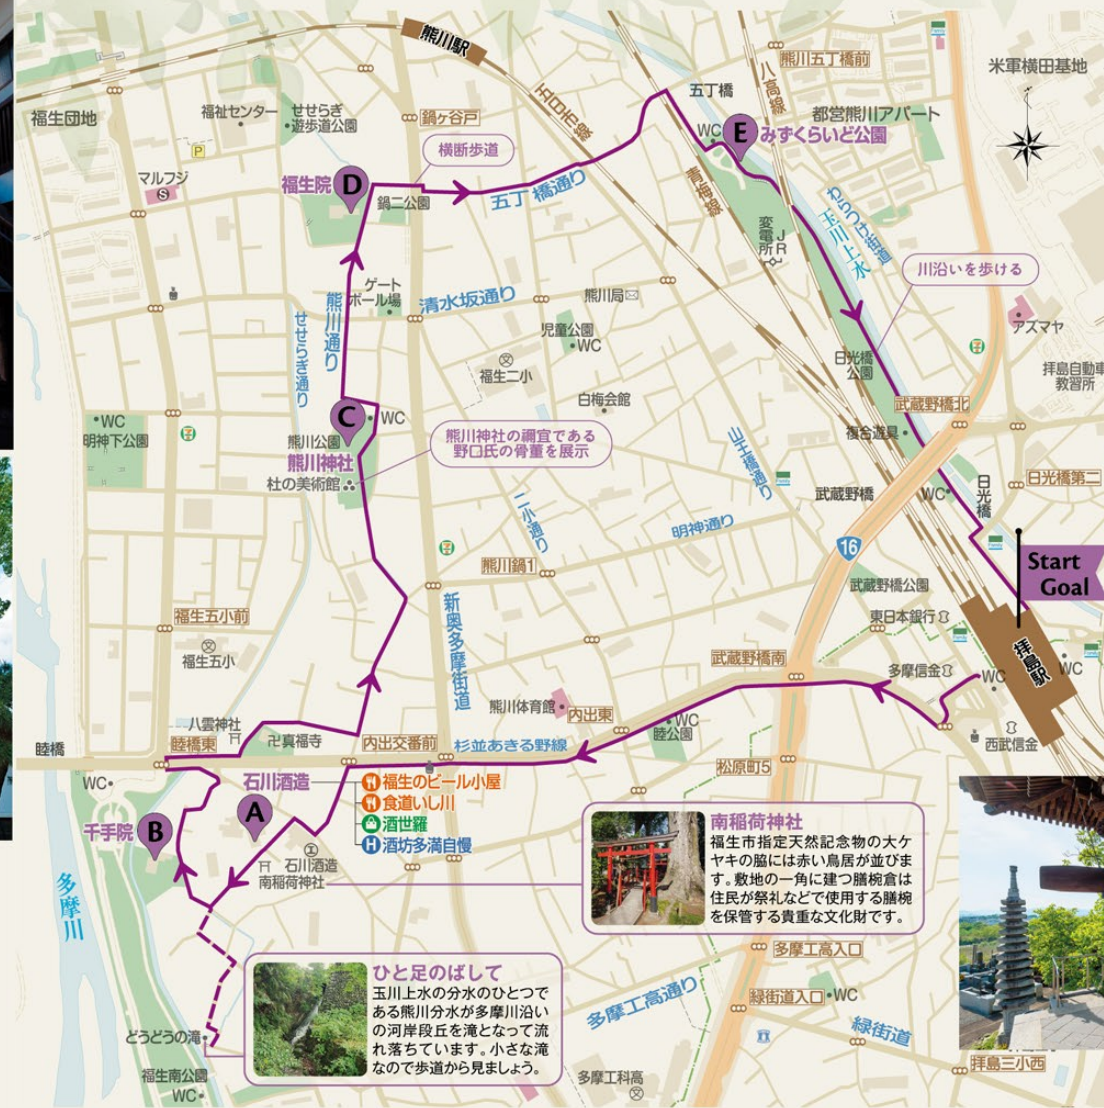 熊川駅
五日市線
八高線
熊川五丁橋前
米軍横田基地
福生団地
福祉センター
せせらぎ
遊歩道公園
鍋ヶ谷戸
横断歩道
五丁橋
WC
E
みずくらいど公園
都営熊川アパート
P
マルフジ
S
福生院
D
鍋二公園
五丁橋通り
青梅線
変電所
JR
わらつけ街道
玉川上水
川沿いを歩ける
ゲート
ボール場
清水坂通り
熊川局
熊川通り
せせらぎ通り
児童公園
WC
福生二小
白梅会館
アズマヤ
日光橋
公園
拝島自動車
教習所
武蔵野橋北
複合遊具
WC
明神下公園
C
WC
熊川公園
熊川神社
杜の美術館
熊川神社の禰宜である
野口氏の骨董を展示
山王橋通り
武蔵野橋
WC
日光橋
日光橋第二
二小通り
明神通り
16
熊川鍋1
Start
Goal
武蔵野橋公園
東日本銀行
福生五小前
福生五小
新奥多摩街道
武蔵野橋南
多摩信金
WC
拝島駅
WC
熊川体育館
内出東
WC
睦公園
西武信金
八雲神社
睦橋
睦橋東
真福寺
内出交番前
杉並あきる野線
松原町5
WC
石川酒造
福生のビール小屋
食道いし川
酒世羅
H
酒坊多満自慢
A
千手院
B
石川酒造
南稲荷神社
南稲荷神社
福生市指定天然記念物の大ケ
ヤキの脇には赤い鳥居が並びま
す。敷地の一角に建つ膳椀倉は
住民が祭礼などで使用する膳椀
を保管する貴重な文化財です。
多摩川
ひと足のばして
玉川上水の分水のひとつで
ある熊川分水が多摩川沿い
の河岸段丘を滝となって流
れ落ちています。小さな滝
なので歩道から見ましょう。
どうどうの滝
福生南公園
WC
多摩工高入口
多摩工高通り
緑街道入口
WC
緑街道
多摩工科高
拝島三小西